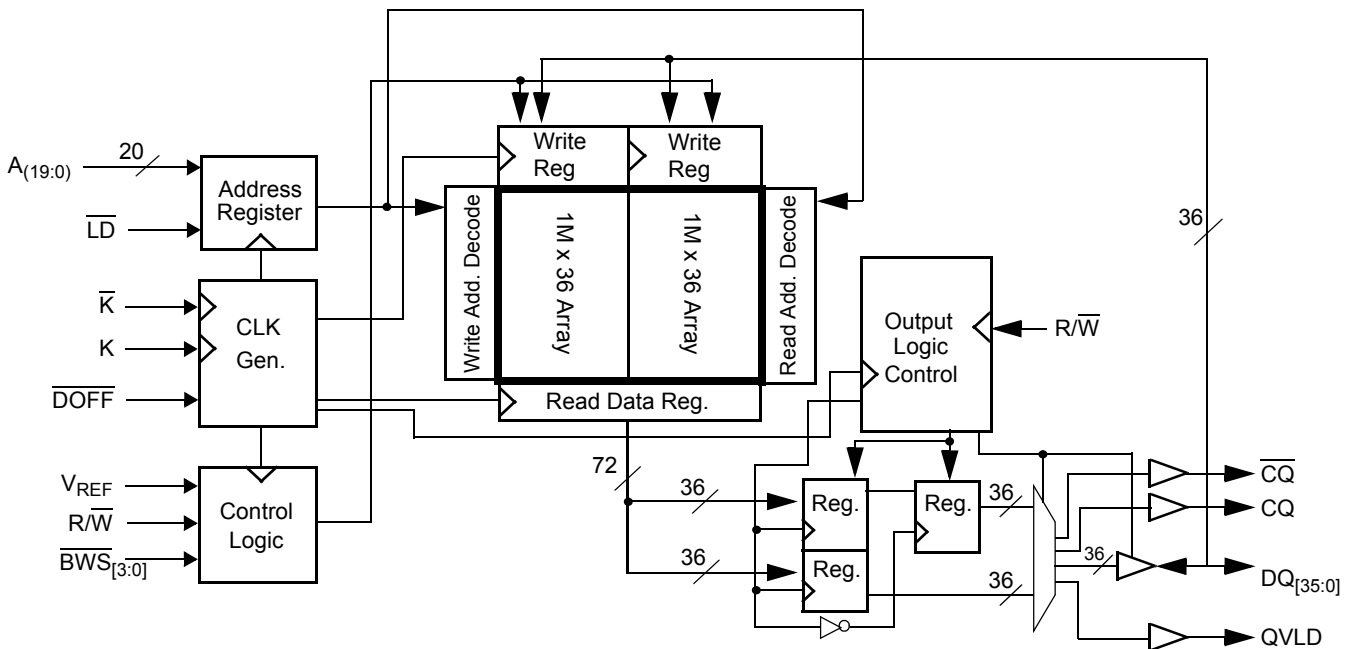 20
A(19:0)
LD
Address
Register
K
K
DOFF
CLK
Gen.
VREF
R/W
BWS[3:0]
Control
Logic
Write
Reg
Write
Reg
Write Add. Decode
1M x 36 Array
1M x 36 Array
Read Add. Decode
Read Data Reg.
36
Output
Logic
Control
R/W
72
36
Reg.
Reg.
36
36
Reg.
36
36
CQ
CQ
DQ[35:0]
QVLD